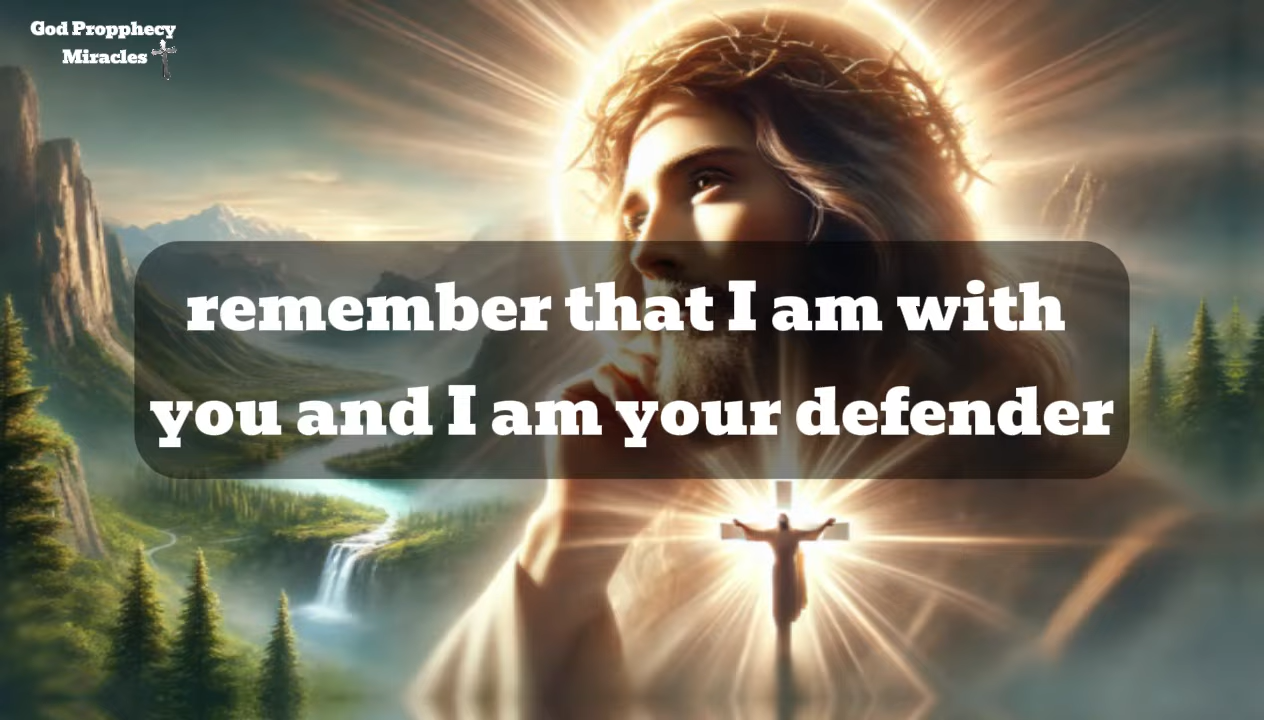 God Propphecy
Miracles
remember that I am with
you and I am your defender